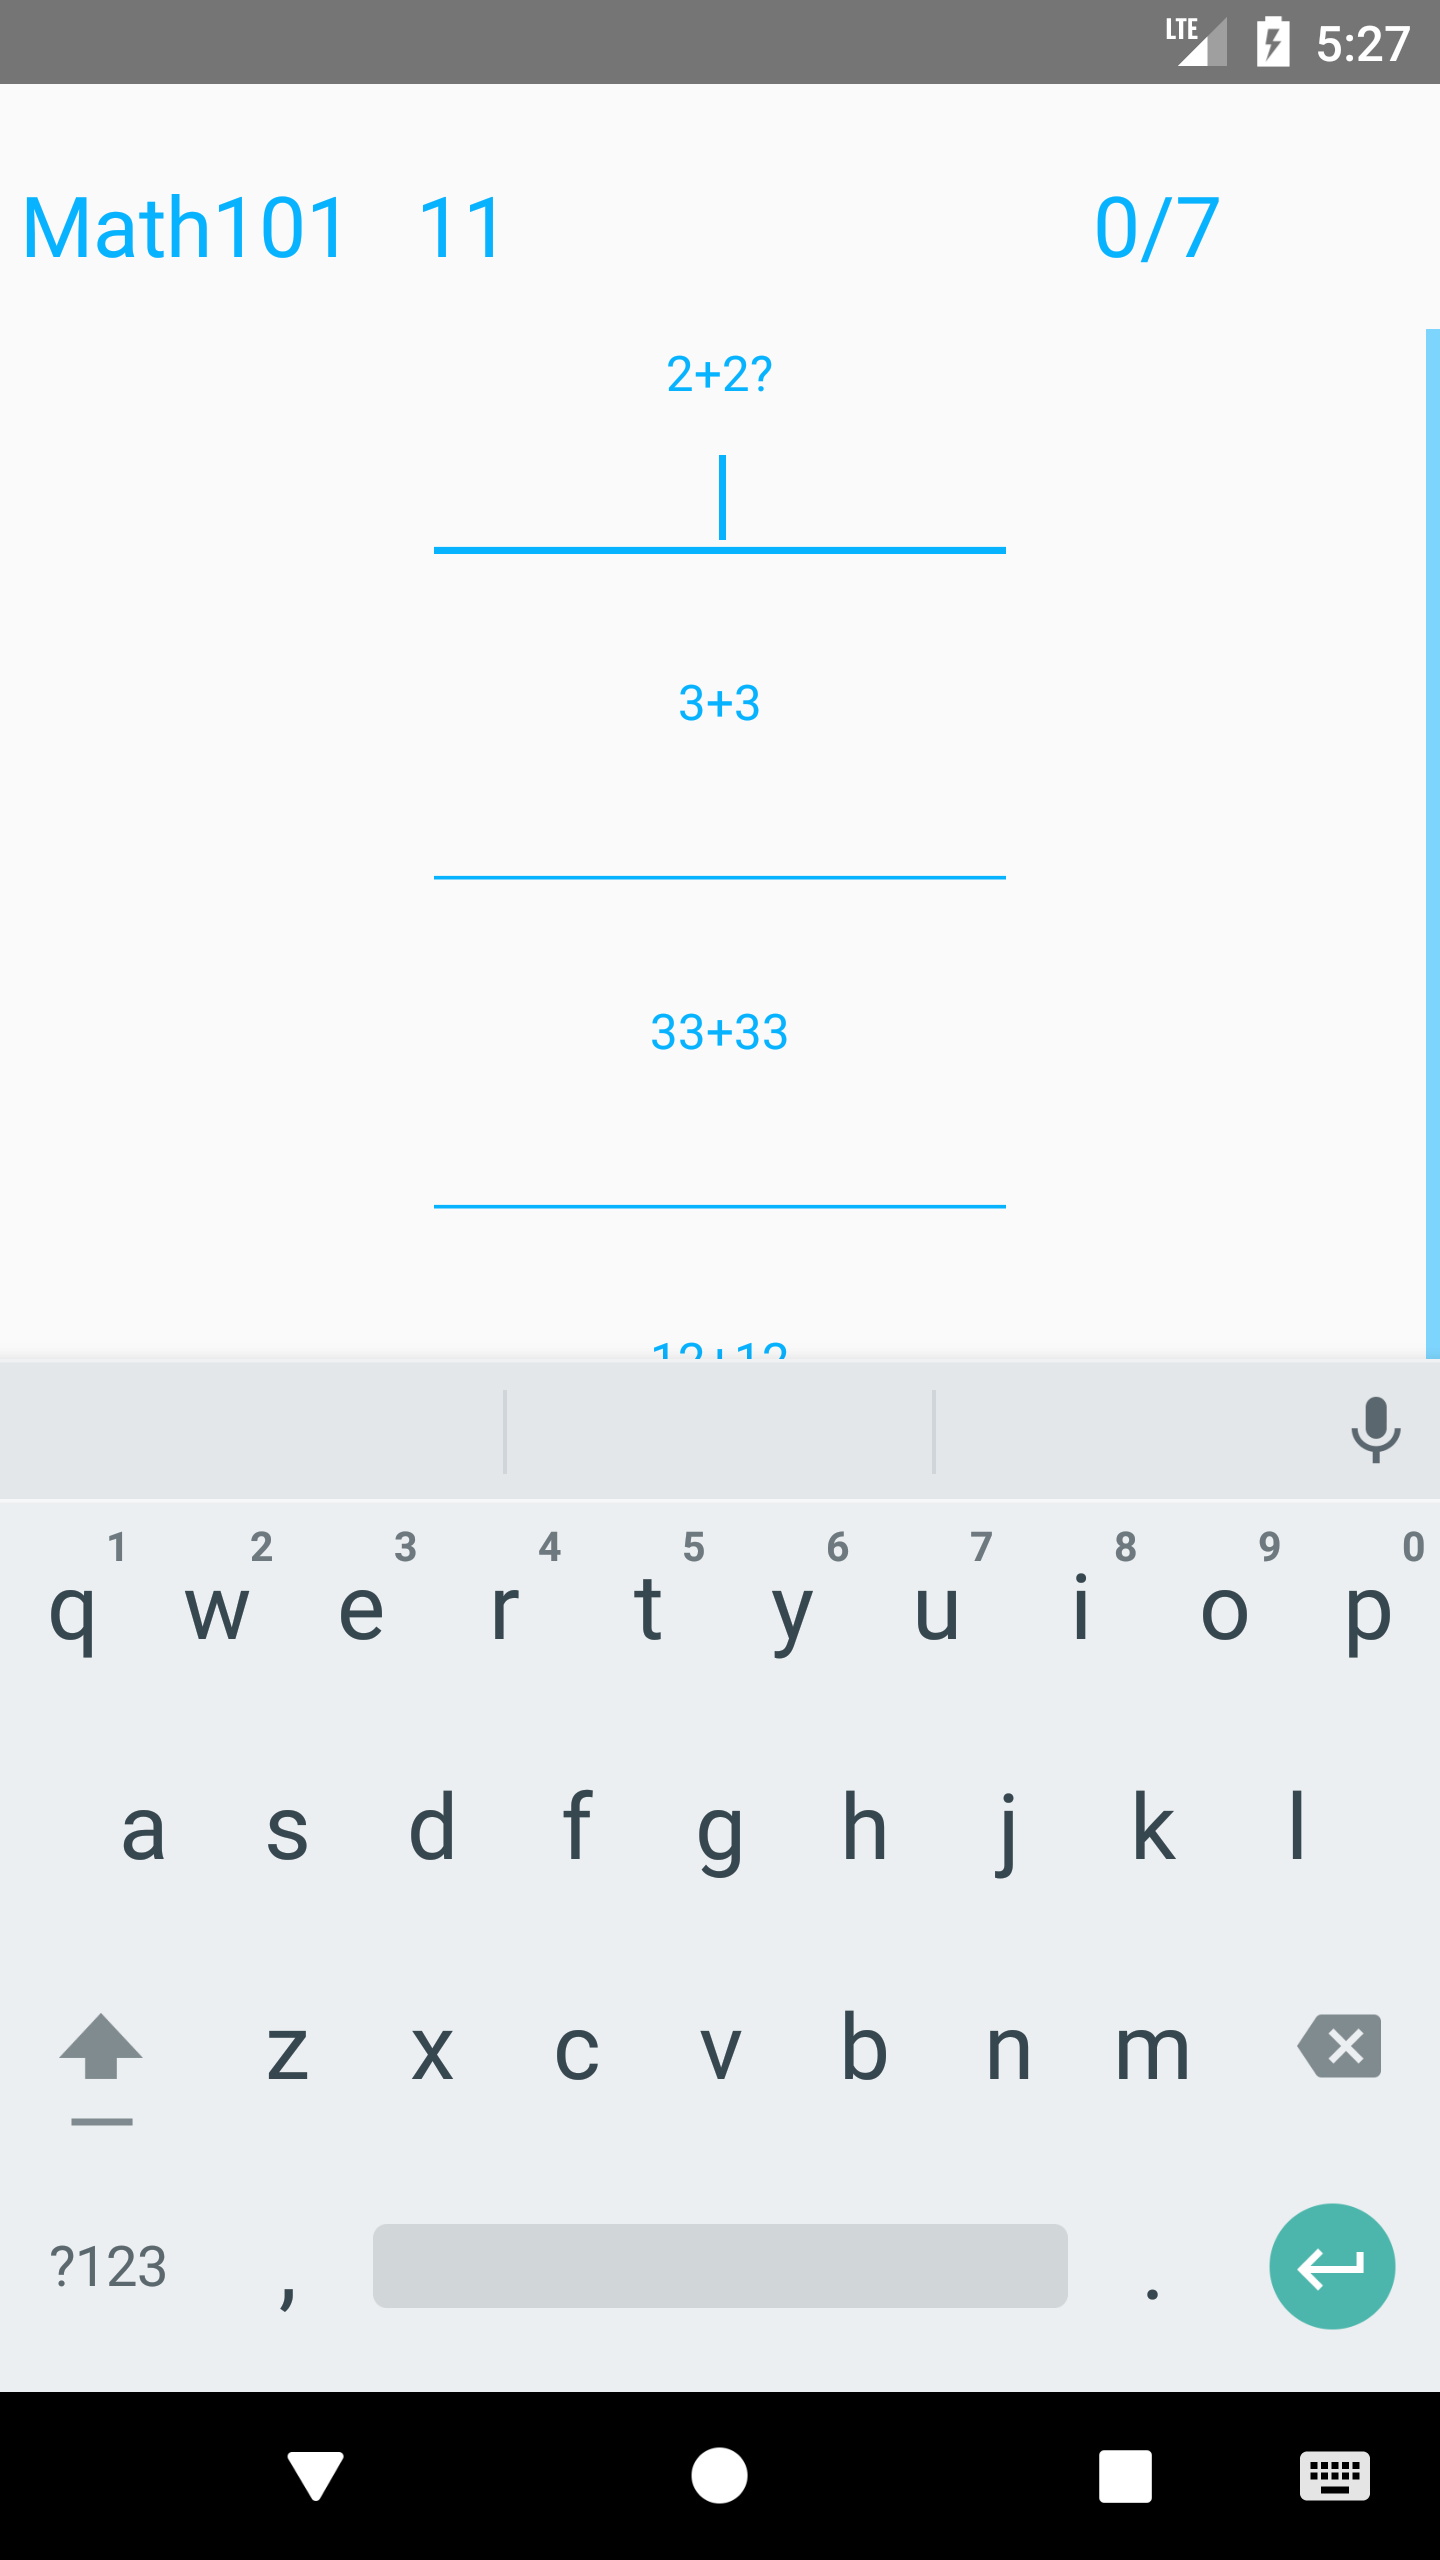 LTE 5:27
Math101 11 0/7
2+2?
3+3
33+33
1 2 3 4 5 6 7 8 9 0
q w e r t y u i o p
a s d f g h j k l
z x c v b n m
?123 , .